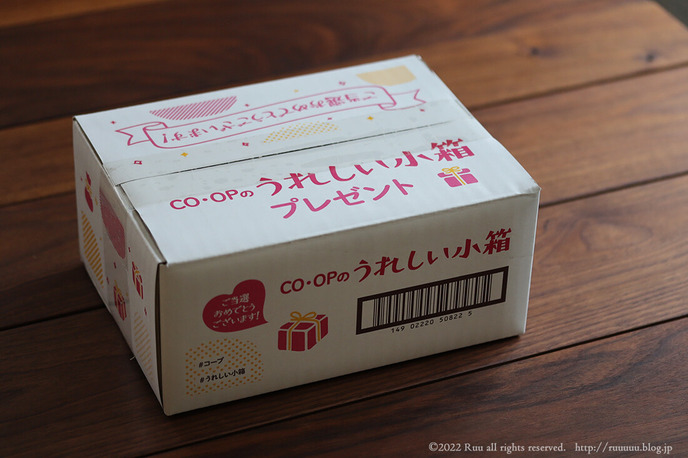 ご当選おめでとうございます!
CO・OPのうれしい小箱
プレゼント
CO・OPのうれしい小箱
ご当選
おめでとう
ございます!
149 02220 50822 5
#コープ
#うれしい小箱
©2022 Ruu all rights reserved. http://ruuuuu.blog.jp